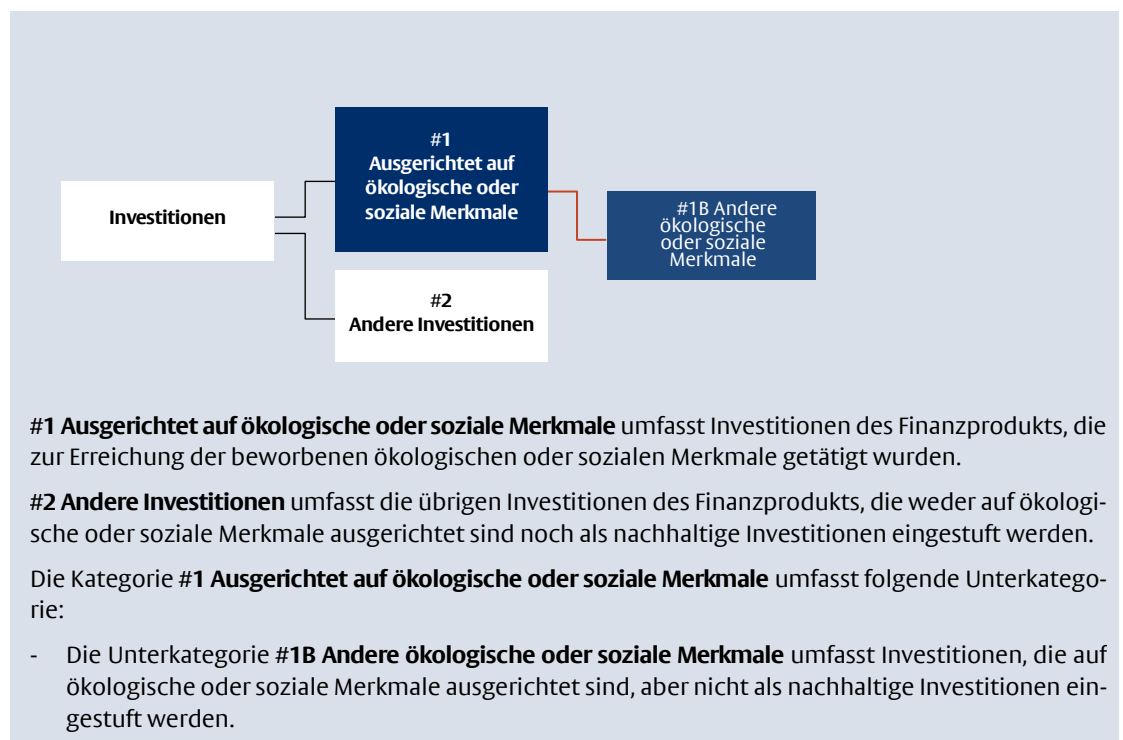 #1
Ausgerichtet auf
ökologische oder
soziale Merkmale
Investitionen
#1B Andere
ökologische
oder soziale
Merkmale
#2
Andere Investitionen
#1 Ausgerichtet auf ökologische oder soziale Merkmale umfasst Investitionen des Finanzprodukts, die
zur Erreichung der beworbenen ökologischen oder sozialen Merkmale getätigt wurden.
#2 Andere Investitionen umfasst die übrigen Investitionen des Finanzprodukts, die weder auf ökologi-
sche oder soziale Merkmale ausgerichtet sind noch als nachhaltige Investitionen eingestuft werden.
Die Kategorie #1 Ausgerichtet auf ökologische oder soziale Merkmale umfasst folgende Unterkatego-
rie:
- Die Unterkategorie #1B Andere ökologische oder soziale Merkmale umfasst Investitionen, die auf
ökologische oder soziale Merkmale ausgerichtet sind, aber nicht als nachhaltige Investitionen ein-
gestuft werden.